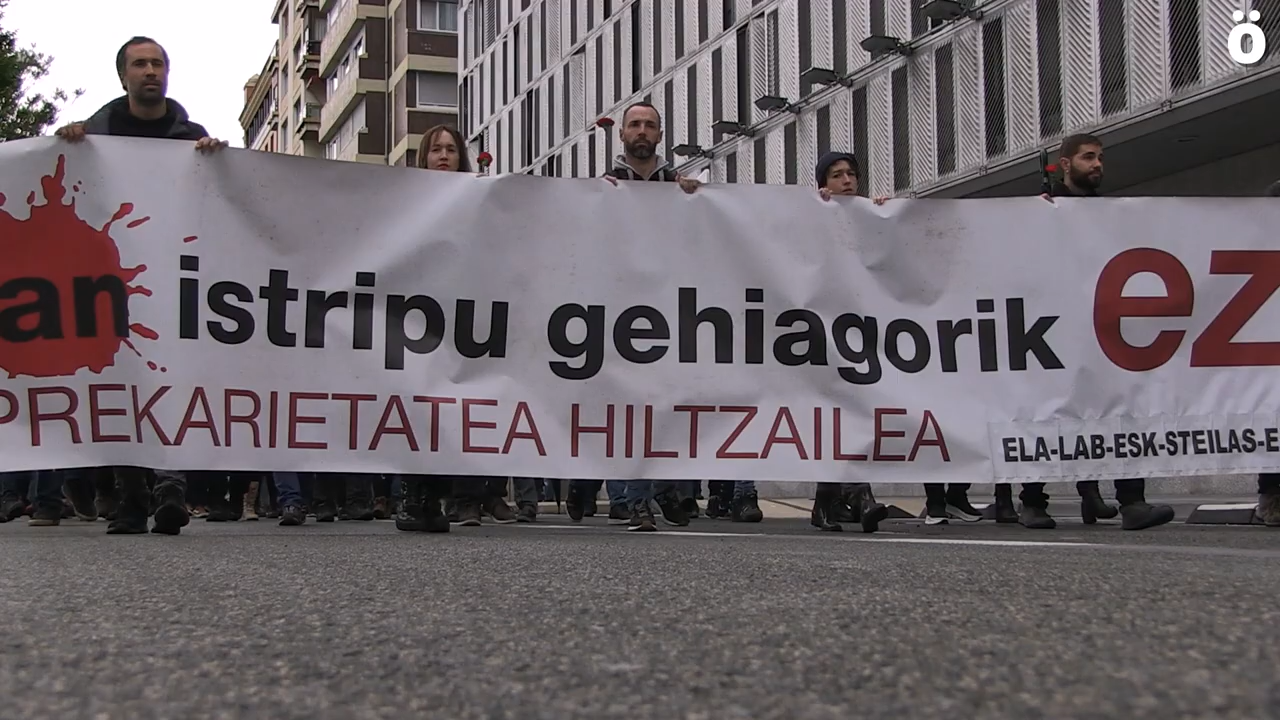 an istripu gehiagorik ez
PREKARIETATEA HILTZAILEA
ELA-LAB-ESK-STEILAS-E
ö